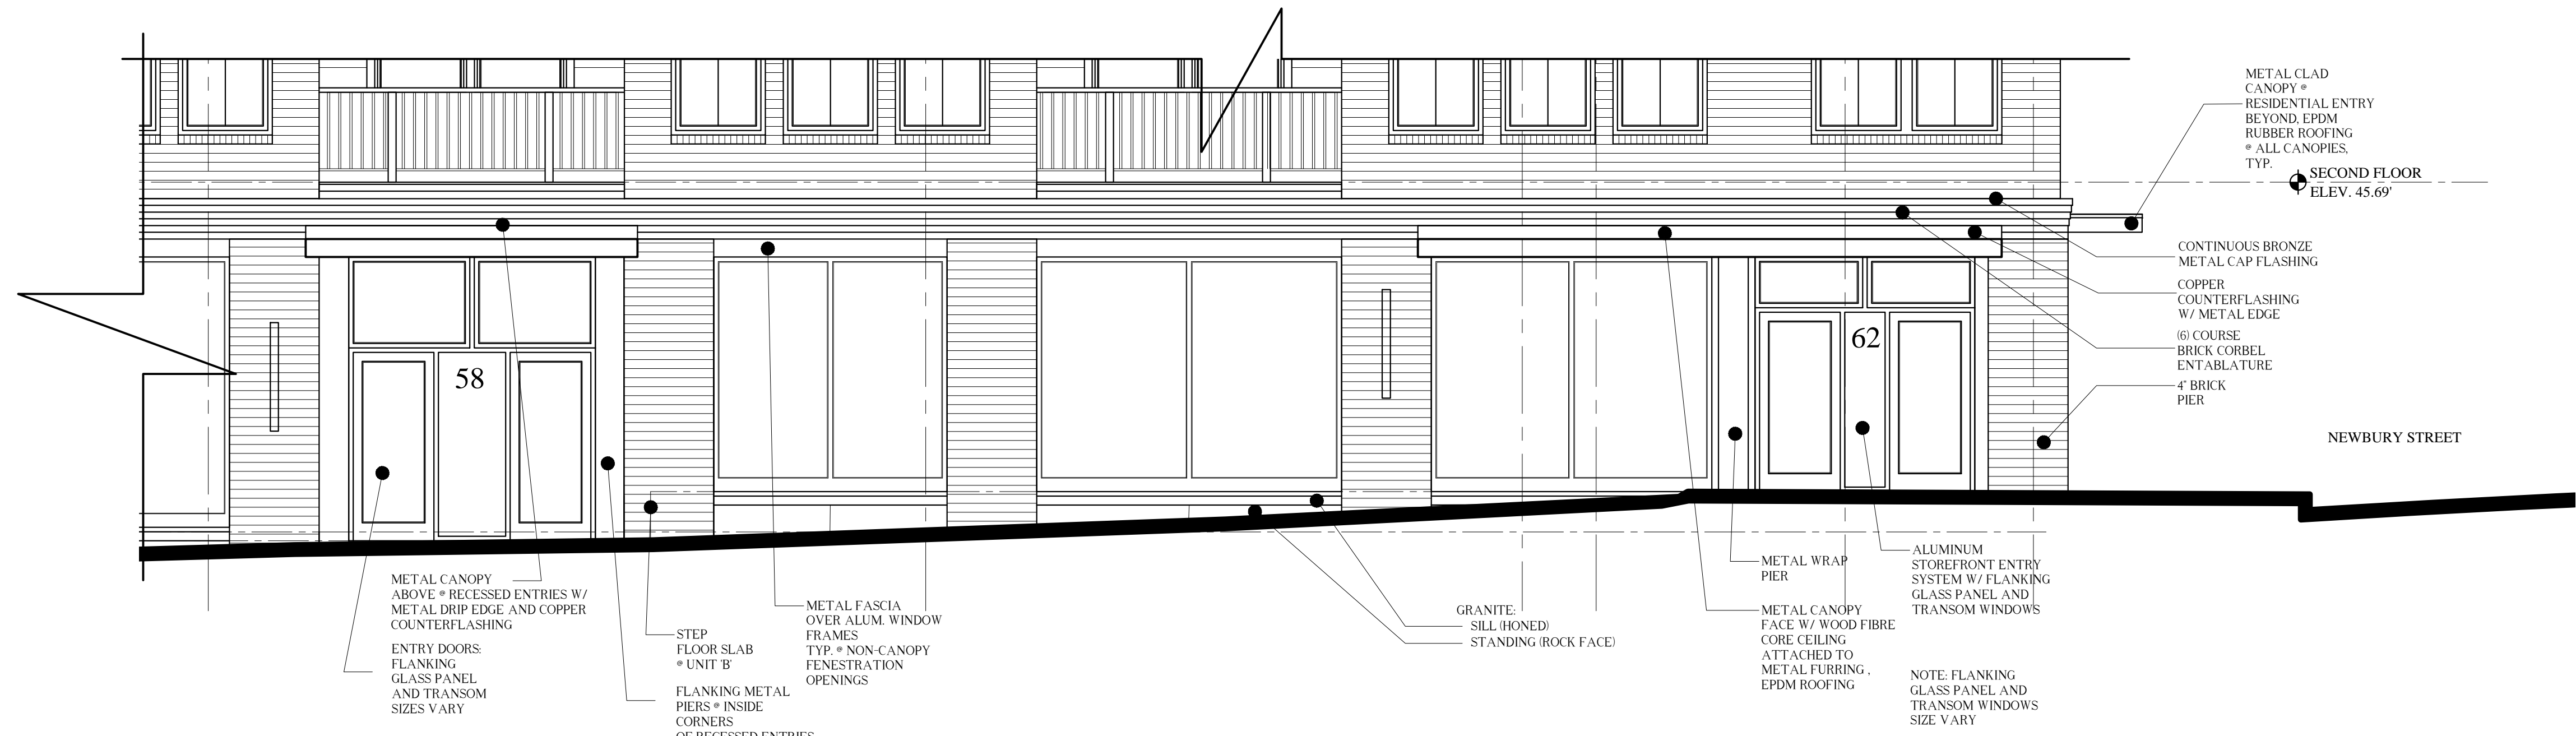 METAL CLAD
CANOPY @
RESIDENTIAL ENTRY
BEYOND, EPDM
RUBBER ROOFING
@ ALL CANOPIES,
TYP.
SECOND FLOOR
ELEV. 45.69'
CONTINUOUS BRONZE
METAL CAP FLASHING
COPPER
COUNTERFLASHING
W/ METAL EDGE
(6) COURSE
BRICK CORBEL
ENTABLATURE
4" BRICK
PIER
NEWBURY STREET
58
62
METAL CANOPY
ABOVE @ RECESSED ENTRIES W/
METAL DRIP EDGE AND COPPER
COUNTERFLASHING
ENTRY DOORS:
FLANKING
GLASS PANEL
AND TRANSOM
SIZES VARY
STEP
FLOOR SLAB
@ UNIT 'B'
FLANKING METAL
PIERS @ INSIDE
CORNERS
OF RECESSED ENTRIES
METAL FASCIA
OVER ALUM. WINDOW
FRAMES
TYP. @ NON-CANOPY
FENESTRATION
OPENINGS
GRANITE:
SILL (HONED)
STANDING (ROCK FACE)
METAL WRAP
PIER
METAL CANOPY
FACE W/ WOOD FIBRE
CORE CEILING
ATTACHED TO
METAL FURRING ,
EPDM ROOFING
ALUMINUM
STOREFRONT ENTRY
SYSTEM W/ FLANKING
GLASS PANEL AND
TRANSOM WINDOWS
NOTE: FLANKING
GLASS PANEL AND
TRANSOM WINDOWS
SIZE VARY